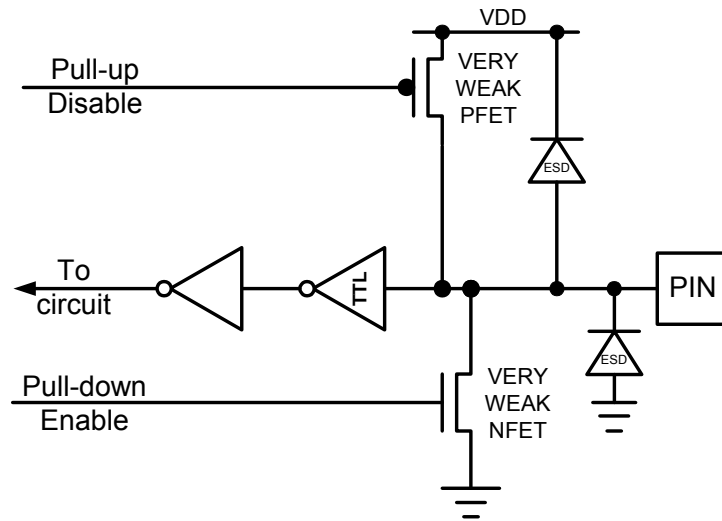 VDD
Pull-up
Disable
VERY
WEAK
PFET
ESD
To
circuit
TTL
PIN
ESD
Pull-down
Enable
VERY
WEAK
NFET